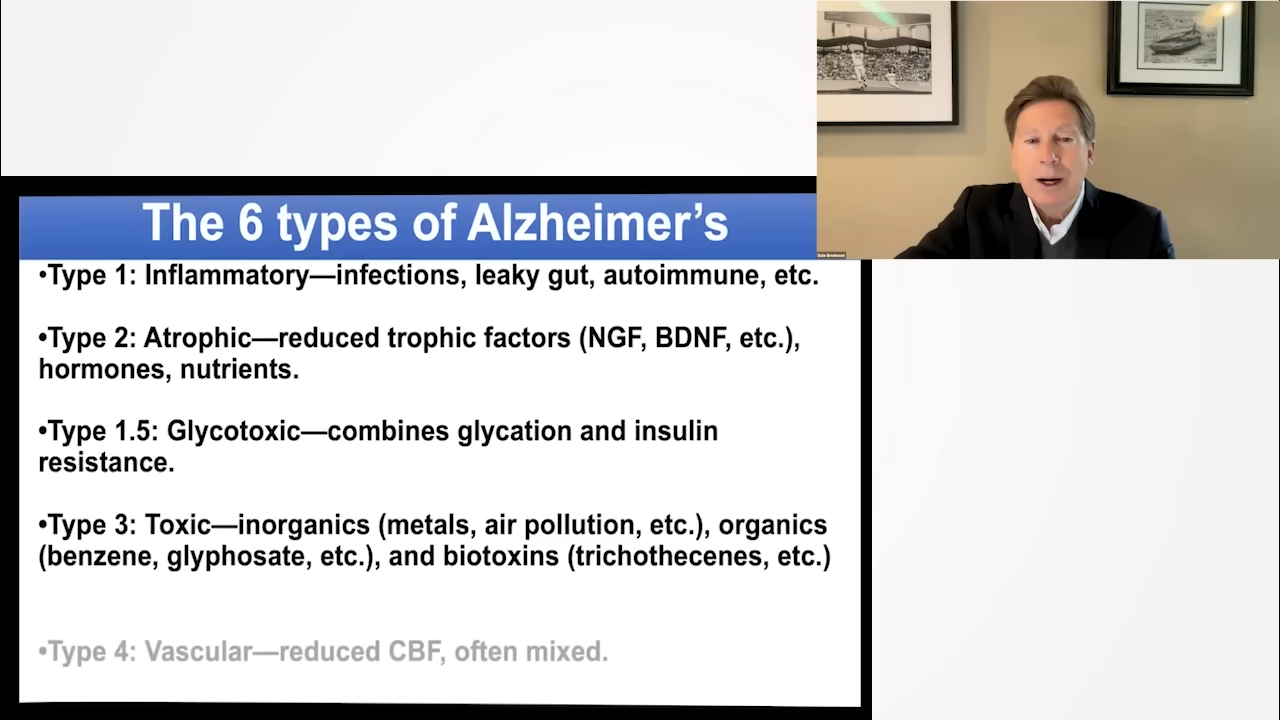 The 6 types of Alzheimer’s
•Type 1: Inflammatory—infections, leaky gut, autoimmune, etc.
•Type 2: Atrophic—reduced trophic factors (NGF, BDNF, etc.),
hormones, nutrients.
•Type 1.5: Glycotoxic—combines glycation and insulin
resistance.
•Type 3: Toxic—inorganics (metals, air pollution, etc.), organics
(benzene, glyphosate, etc.), and biotoxins (trichothecenes, etc.)
•Type 4: Vascular—reduced CBF, often mixed.
Dale Bredesen